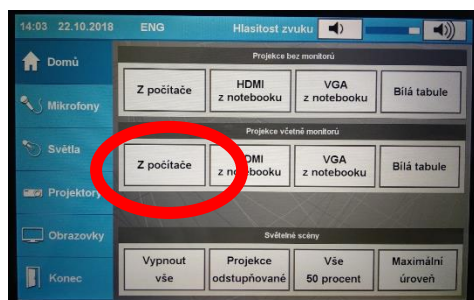 14:03 22.10.2018 ENG Hlasitost zvuku
Domů
Mikrofony
Světla
Projektory
Obrazovky
Konec
Projekce bez monitorů
Z počítače
HDMI
z notebooku
VGA
z notebooku
Bílá tabule
Projekce včetně monitorů
Z počítače
z notebooku
VGA
z notebooku
Bílá tabule
Světelné scény
Vypnout
vše
Projekce
odstupňované
Vše
50 procent
Maximální
úroveň